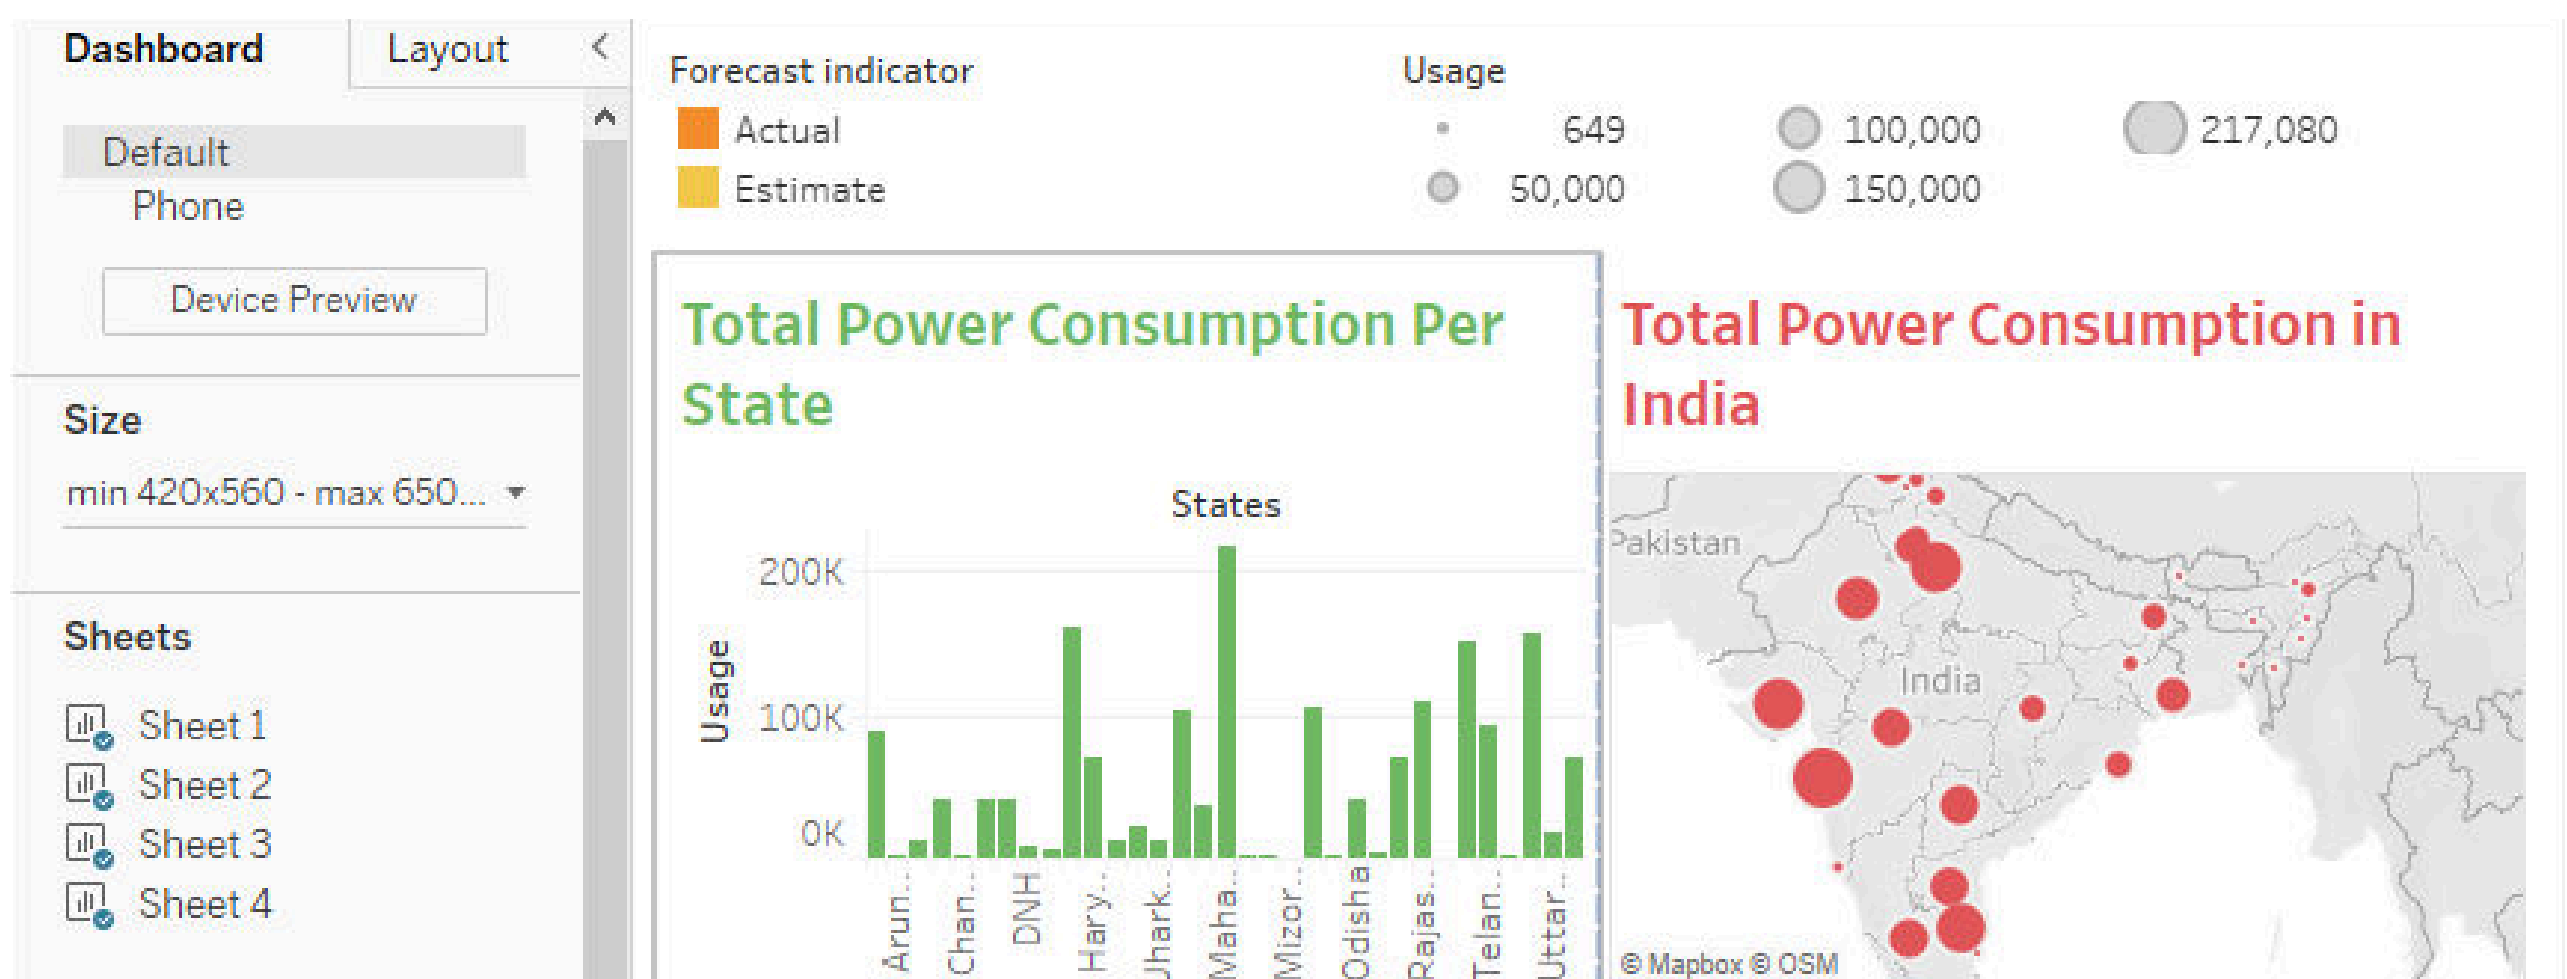 Dashboard
Layout
Default
Phone
Device Preview
Size
min 420x560 - max 650...
Sheets
Sheet 1
Sheet 2
Sheet 3
Sheet 4
Forecast indicator
Actual
Estimate
Usage
649
50,000
100,000
150,000
217,080
Total Power Consumption Per
State
States
Usage
200K
100K
0K
Arun...
Chan..
DNH
Hary..
Jhark..
Maha..
Mizor..
Odisha
Rajas..
Telan..
Uttar..
Total Power Consumption in
India
Pakistan
India
© Mapbox © OSM